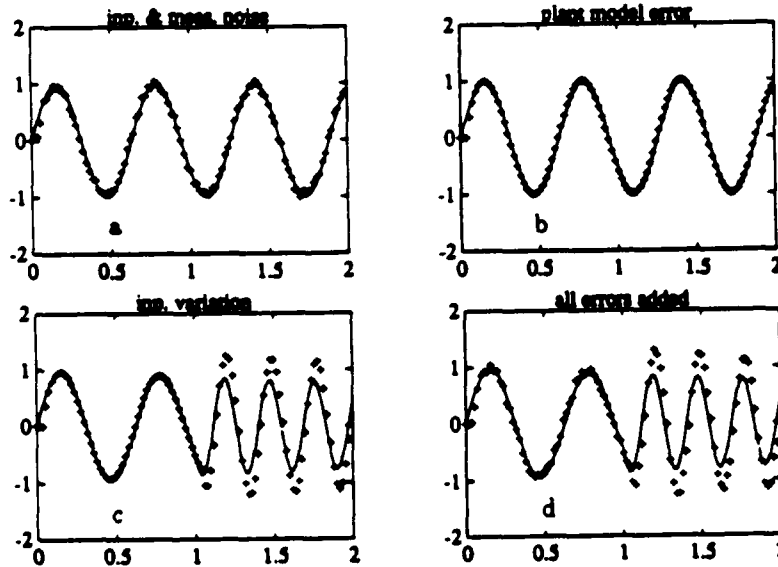 inp. & meas. noise
2
1
0
-1
-2
a
0 0.5 1 1.5 2
plant model error
2
1
0
-1
-2
b
0 0.5 1 1.5 2
inp. variation
2
1
0
-1
-2
c
0 0.5 1 1.5 2
all errors added
2
1
0
-1
-2
d
0 0.5 1 1.5 2